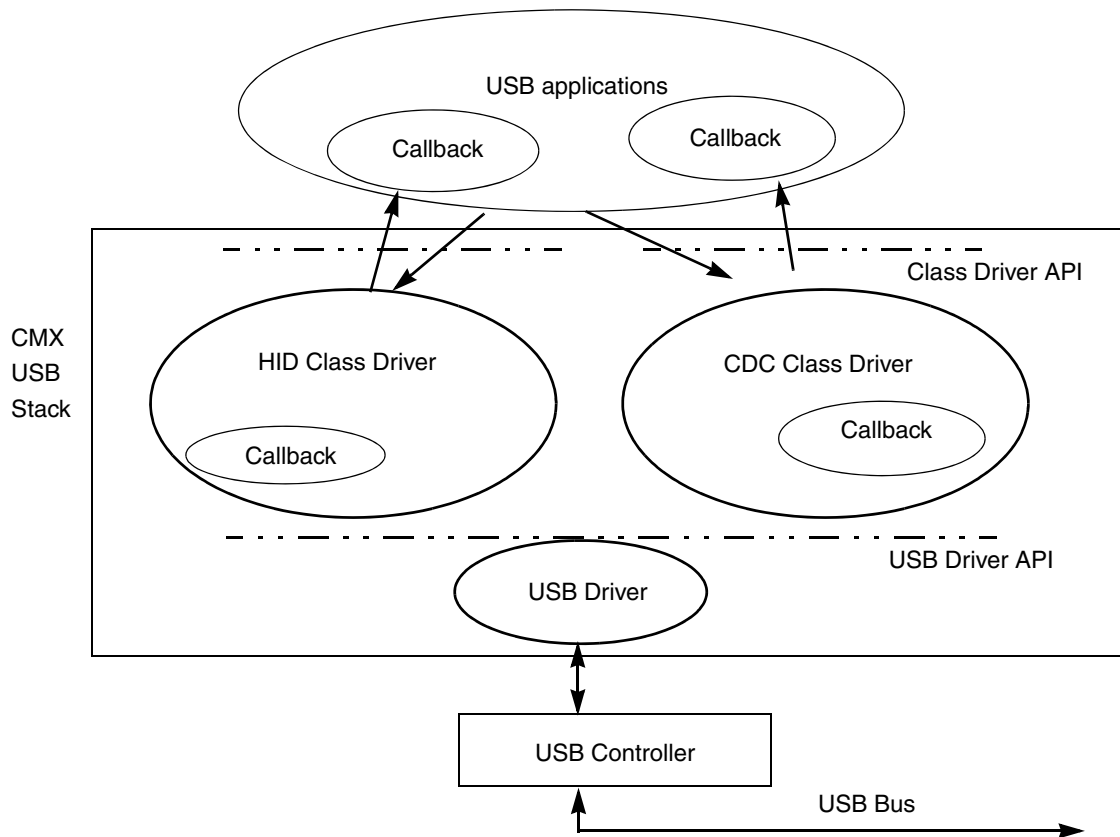 USB applications
Callback
Callback
Class Driver API
CMX
USB
Stack
HID Class Driver
CDC Class Driver
Callback
Callback
USB Driver API
USB Driver
USB Controller
USB Bus